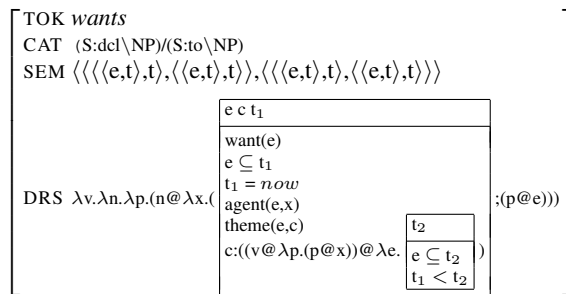 TOK wants
CAT (S:dcl\NP)/(S:to\NP)
SEM ⟨⟨⟨⟨e,t⟩,t⟩,⟨⟨e,t⟩,t⟩⟩,⟨⟨⟨e,t⟩,t⟩,⟨⟨e,t⟩,t⟩⟩⟩
e c t₁
want(e)
e ⊆ t₁
t₁ = now
DRS λv.λn.λp.(n@λx.( agent(e,x) ;(p@e)))
theme(e,c)
t₂
c:((v@λp.(p@x))@λe. e ⊆ t₂ )
t₁ < t₂